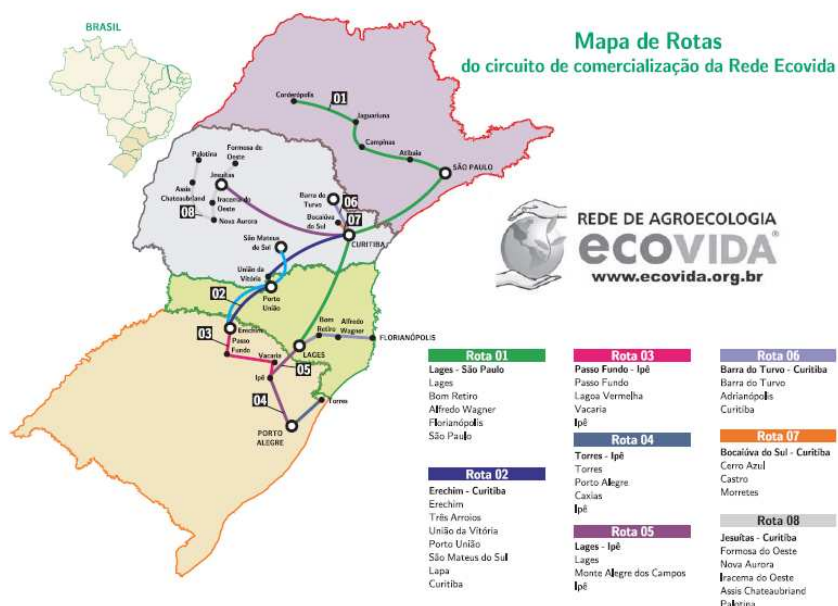 BRASIL
Mapa de Rotas
do circuito de comercialização da Rede Ecovida
Corderópolis
01
Jaguariuna
Campinas
Atibaia
SÃO PAULO
Palotina
Formosa do
Oeste
Jesuítas
Assis
Chateaubriand
Iracema do
Oeste
08
Nova Aurora
Barra do
Turvo
06
Bocaiúva
do Sul
07
CURITIBA
São Mateus
do Sul
União da
Vitória
02
Porto
União
Erechim
Passo
Fundo
03
Bom
Retiro
Alfredo
Wagner
FLORIANÓPOLIS
LAGES
Vacaria
05
Ipê
04
Torres
PORTO
ALEGRE
REDE DE AGROECOLOGIA
ecovida®
www.ecovida.org.br
Rota 01
Lages - São Paulo
Lages
Bom Retiro
Alfredo Wagner
Florianópolis
São Paulo
Rota 02
Erechim - Curitiba
Erechim
Três Arroios
União da Vitória
Porto União
São Mateus do Sul
Lapa
Curitiba
Rota 03
Passo Fundo - Ipê
Passo Fundo
Lagoa Vermelha
Vacaria
Ipê
Rota 04
Torres - Ipê
Torres
Porto Alegre
Caxias
Ipê
Rota 05
Lages - Ipê
Lages
Monte Alegre dos Campos
Ipê
Rota 06
Barra do Turvo - Curitiba
Barra do Turvo
Adrianópolis
Curitiba
Rota 07
Bocaiúva do Sul - Curitiba
Cerro Azul
Castro
Morretes
Rota 08
Jesuítas - Curitiba
Formosa do Oeste
Nova Aurora
Iracema do Oeste
Assis Chateaubriand
Palotina